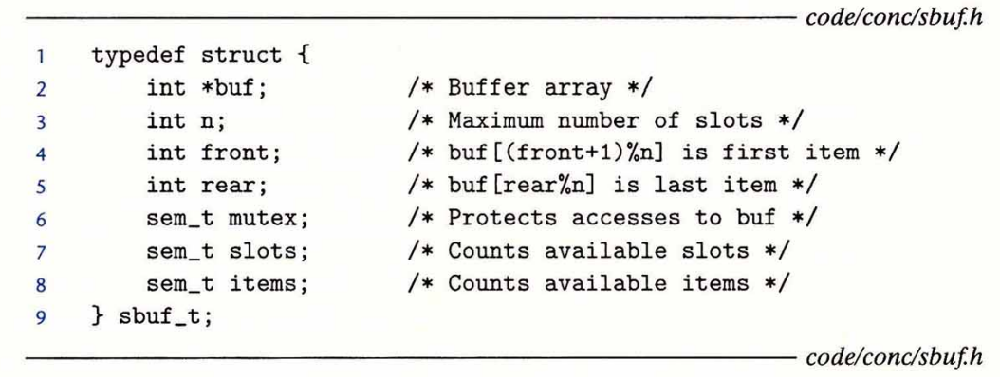 code/conc/sbuf.h
1 typedef struct {
2 int *buf; /* Buffer array */
3 int n; /* Maximum number of slots */
4 int front; /* buf[(front+1)%n] is first item */
5 int rear; /* buf[rear%n] is last item */
6 sem_t mutex; /* Protects accesses to buf */
7 sem_t slots; /* Counts available slots */
8 sem_t items; /* Counts available items */
9 } sbuf_t;
code/conc/sbuf.h